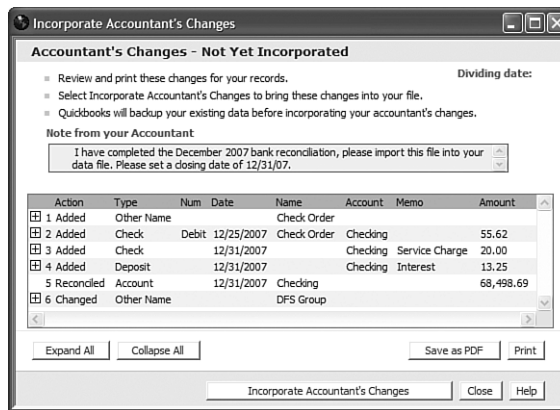 Incorporate Accountant's Changes
Accountant's Changes - Not Yet Incorporated
Review and print these changes for your records.
Dividing date:
Select Incorporate Accountant's Changes to bring these changes into your file.
Quickbooks will backup your existing data before incorporating your accountant's changes.
Note from your Accountant
I have completed the December 2007 bank reconciliation, please import this file into your
data file. Please set a closing date of 12/31/07.
Action Type Num Date Name Account Memo Amount
1 Added Other Name Check Order
2 Added Check Debit 12/25/2007 Check Order Checking 55.62
3 Added Check 12/31/2007 Checking Service Charge 20.00
4 Added Deposit 12/31/2007 Checking Interest 13.25
5 Reconciled Account 12/31/2007 Checking 68,498.69
6 Changed Other Name DFS Group
Expand All Collapse All Save as PDF Print
Incorporate Accountant's Changes Close Help